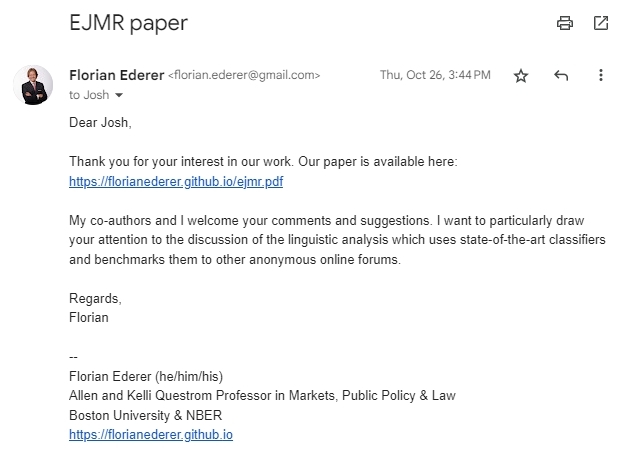 EJMR paper
Florian Ederer <florian.ederer@gmail.com> Thu, Oct 26, 3:44 PM
to Josh
Dear Josh,
Thank you for your interest in our work. Our paper is available here:
https://florianederer.github.io/ejmr.pdf
My co-authors and I welcome your comments and suggestions. I want to particularly draw
your attention to the discussion of the linguistic analysis which uses state-of-the-art classifiers
and benchmarks them to other anonymous online forums.
Regards,
Florian
--
Florian Ederer (he/him/his)
Allen and Kelli Questrom Professor in Markets, Public Policy & Law
Boston University & NBER
https://florianederer.github.io